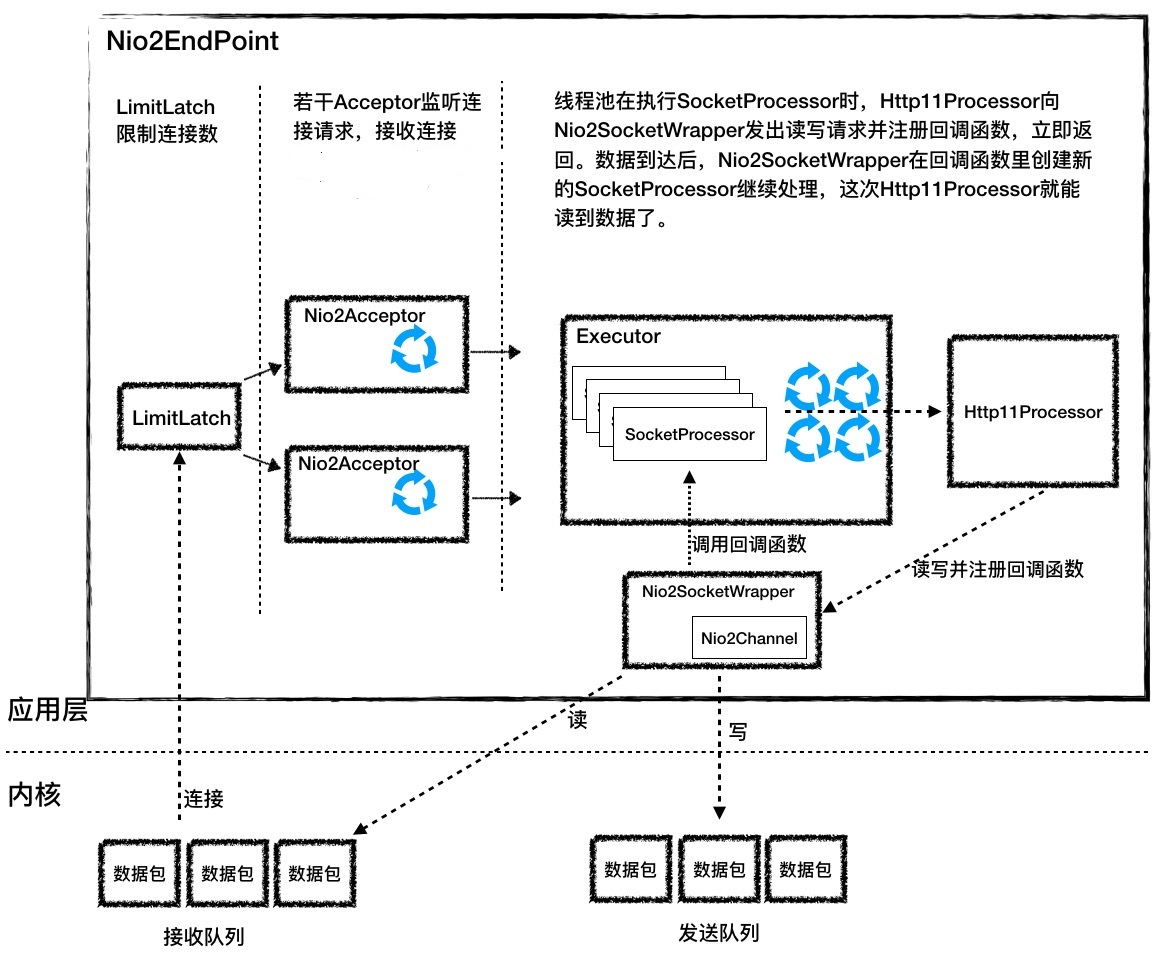 Nio2EndPoint
LimitLatch
限制连接数
若干Acceptor监听连
接请求，接收连接
线程池在执行SocketProcessor时，Http11Processor向
Nio2SocketWrapper发出读写请求并注册回调函数，立即返
回。数据到达后，Nio2SocketWrapper在回调函数里创建新
的SocketProcessor继续处理，这次Http11Processor就能
读到数据了。
Nio2Acceptor
Executor
LimitLatch
SocketProcessor
Http11Processor
Nio2Acceptor
调用回调函数
读写并注册回调函数
Nio2SocketWrapper
Nio2Channel
应用层
读
写
内核
连接
数据包
数据包
数据包
数据包
数据包
数据包
接收队列
发送队列